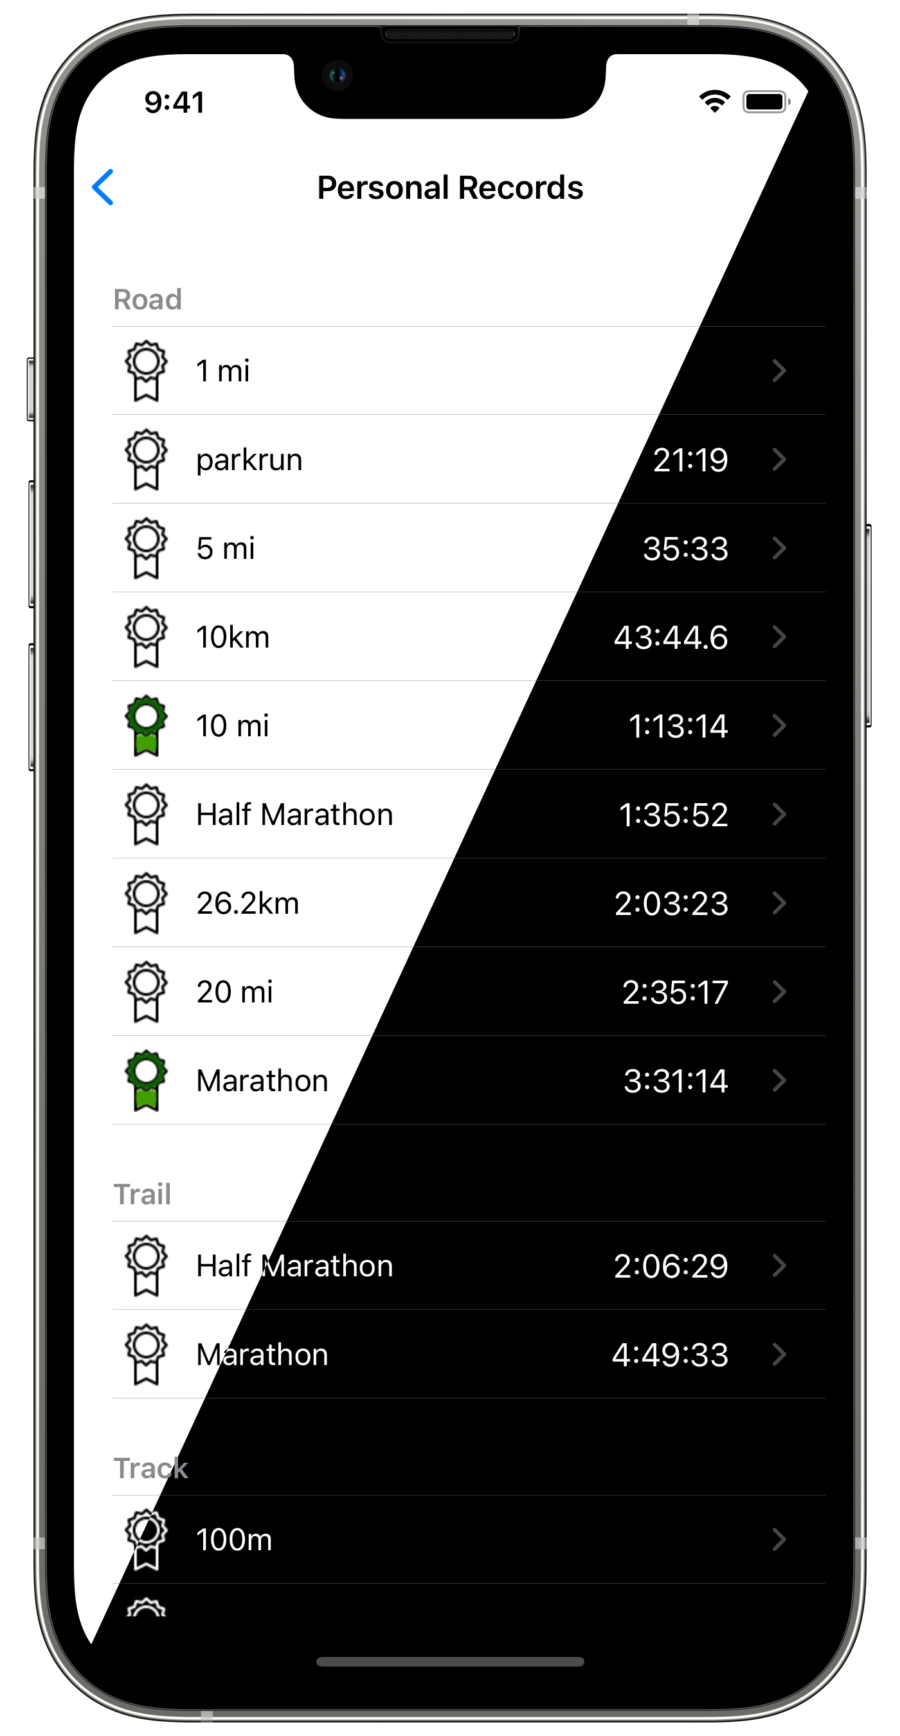 9:41
Personal Records
Road
1 mi
parkrun 21:19
5 mi 35:33
10km 43:44.6
10 mi 1:13:14
Half Marathon 1:35:52
26.2km 2:03:23
20 mi 2:35:17
Marathon 3:31:14
Trail
Half Marathon 2:06:29
Marathon 4:49:33
Track
100m